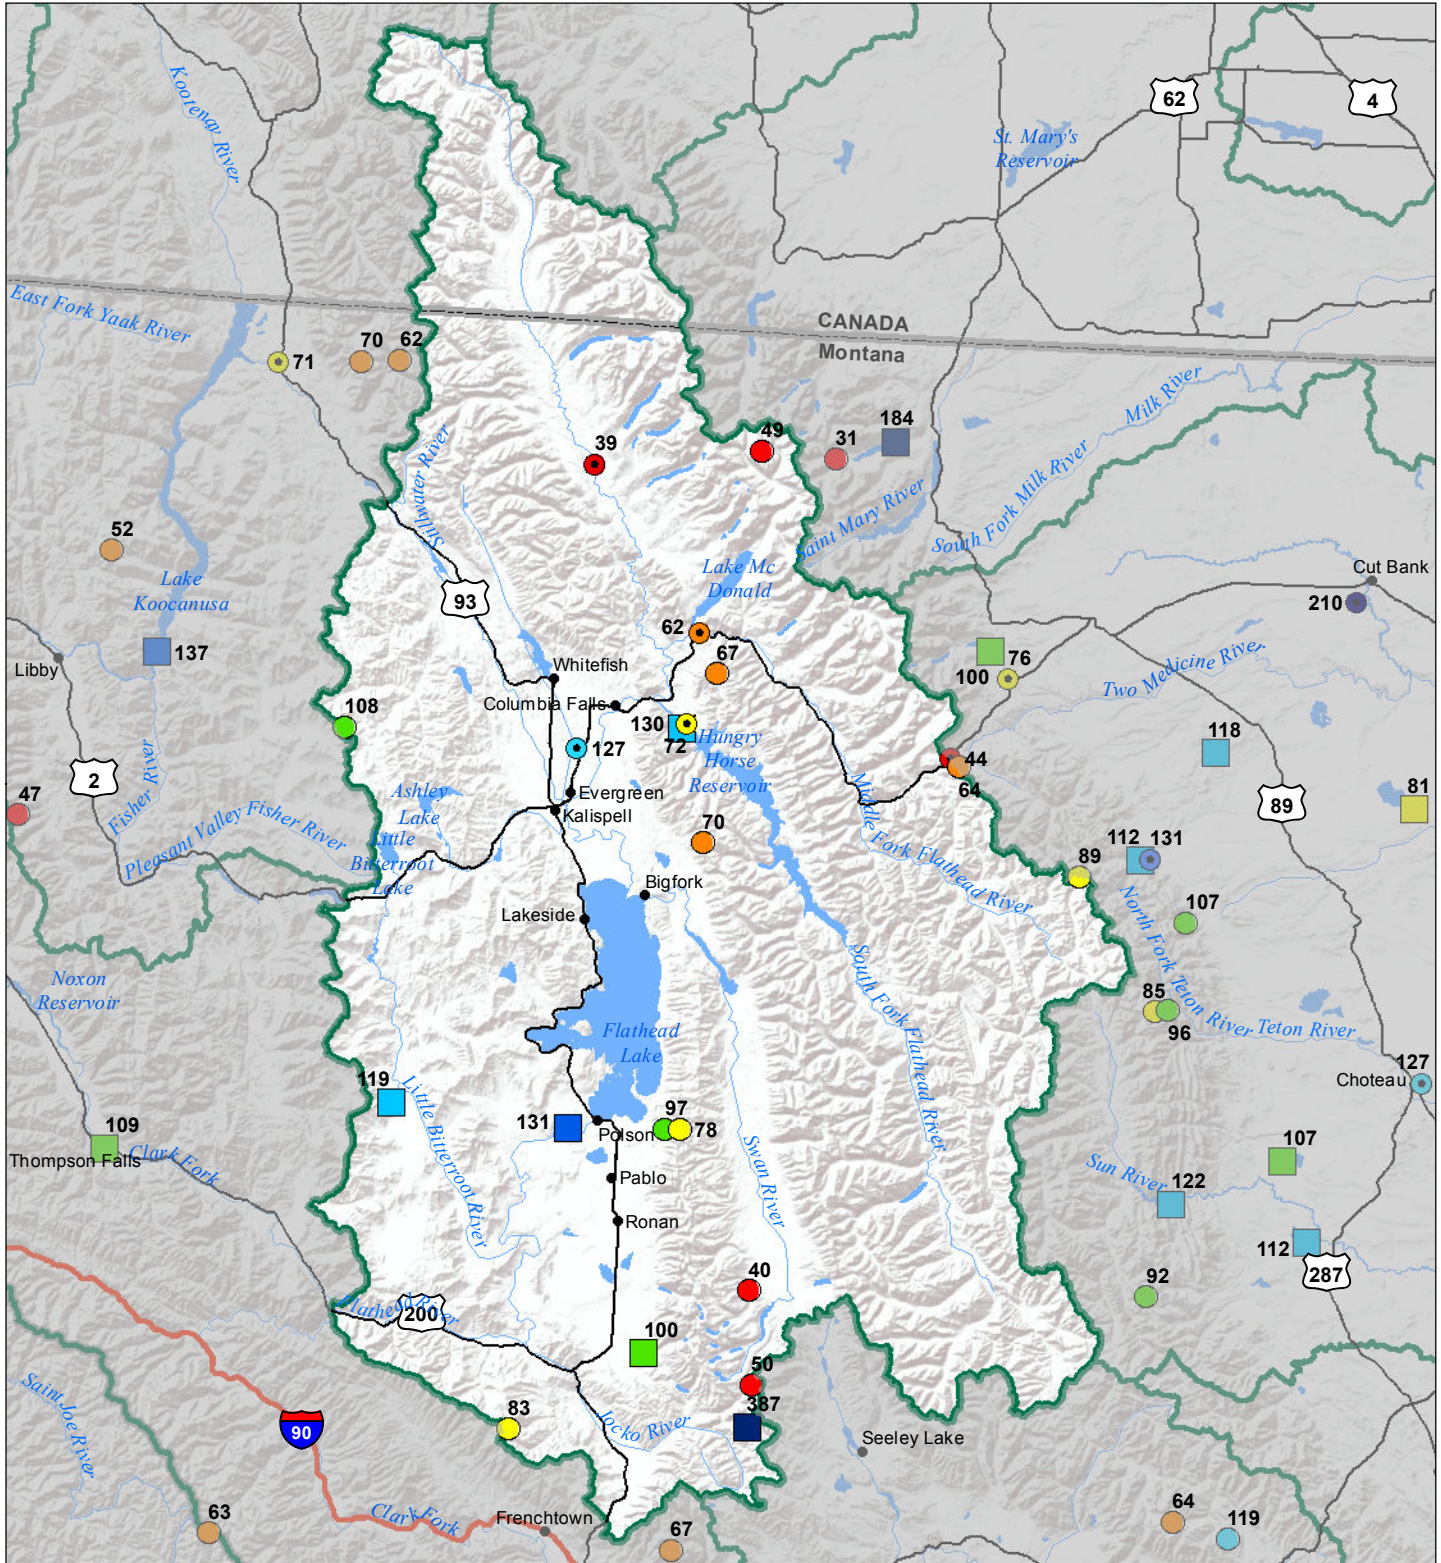 Kootenay River
62
4
St. Mary's
Reservoir
East Fork Yaak River
CANADA
Montana
71
70
62
Milk River
39
49
31
184
Stillwater River
Saint Mary River
South Fork Milk River
52
Lake
Koocanusa
Lake Mc
Donald
Cut Bank
210
93
62
137
Libby
Whitefish
67
100
76
Two Medicine River
Columbia Falls
108
130
72
Hungry
Horse
Reservoir
127
118
44
64
2
Fisher River
Ashley
Lake
Evergreen
Kalispell
89
81
47
Pleasant Valley Fisher River
Little
Bitterroot
Lake
70
Middle Fork Flathead River
112
131
89
Bigfork
107
Lakeside
North Fork Teton River
Teton River
Noxon
Reservoir
South Fork Flathead River
85
96
Flathead
Lake
127
Choteau
119
Little Bitterroot River
131
Polson
97
78
109
Thompson Falls
Clark Fork
Swan River
107
Pablo
Sun River
122
Ronan
112
287
40
92
Flathead River
200
100
50
387
Saint Joe River
83
Jocko River
90
Seeley Lake
Clark Fork
63
Frenchtown
67
64
119